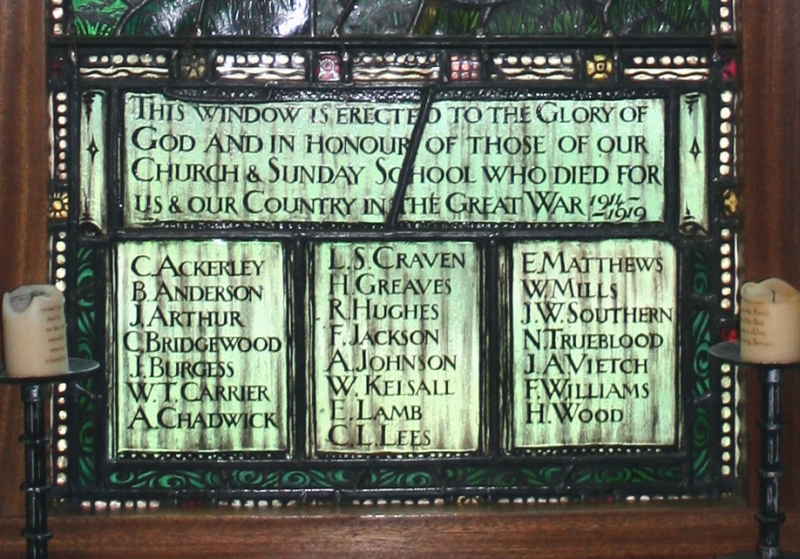 THIS WINDOW IS ERECTED TO THE GLORY OF
GOD AND IN HONOUR OF THOSE OF OUR
CHURCH & SUNDAY SCHOOL WHO DIED FOR
US & OUR COUNTRY IN THE GREAT WAR 1914-1919
C. ACKERLEY
B. ANDERSON
J. ARTHUR
C. BRIDGEWOOD
J. BURGESS
W. T. CARRIER
A. CHADWICK
L. S. CRAVEN
H. GREAVES
R. HUGHES
F. JACKSON
A. JOHNSON
W. KELSALL
E. LAMB
C. L. LEES
E. MATTHEWS
W. MILLS
J. W. SOUTHERN
N. TRUEBLOOD
J. A. VIETCH
F. WILLIAMS
H. WOOD